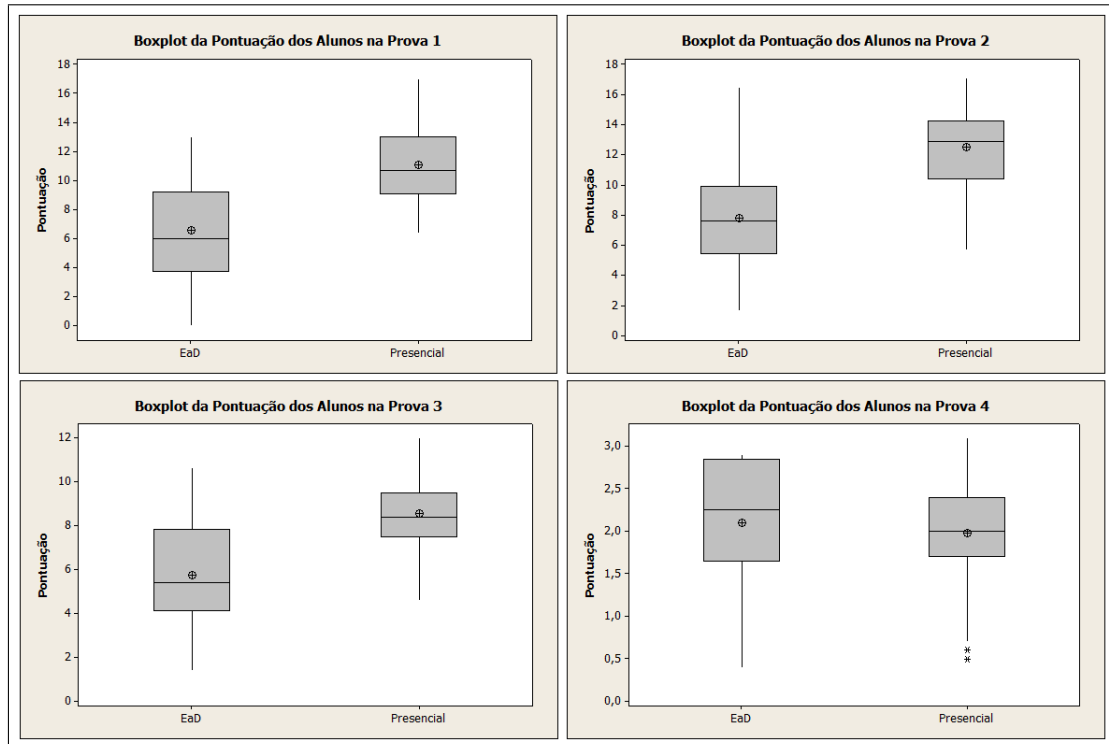 Boxplot da Pontuação dos Alunos na Prova 1
18
16
14
12
10
8
6
4
2
0
Pontuação
EaD
Presencial
Boxplot da Pontuação dos Alunos na Prova 2
18
16
14
12
10
8
6
4
2
0
Pontuação
EaD
Presencial
Boxplot da Pontuação dos Alunos na Prova 3
12
10
8
6
4
2
0
Pontuação
EaD
Presencial
Boxplot da Pontuação dos Alunos na Prova 4
3,0
2,5
2,0
1,5
1,0
0,5
0,0
Pontuação
EaD
Presencial